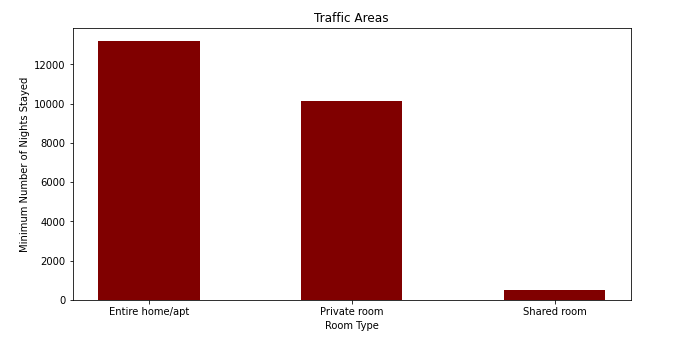 Traffic Areas
Minimum Number of Nights Stayed
12000
10000
8000
6000
4000
2000
0
Entire home/apt Private room Shared room
Room Type